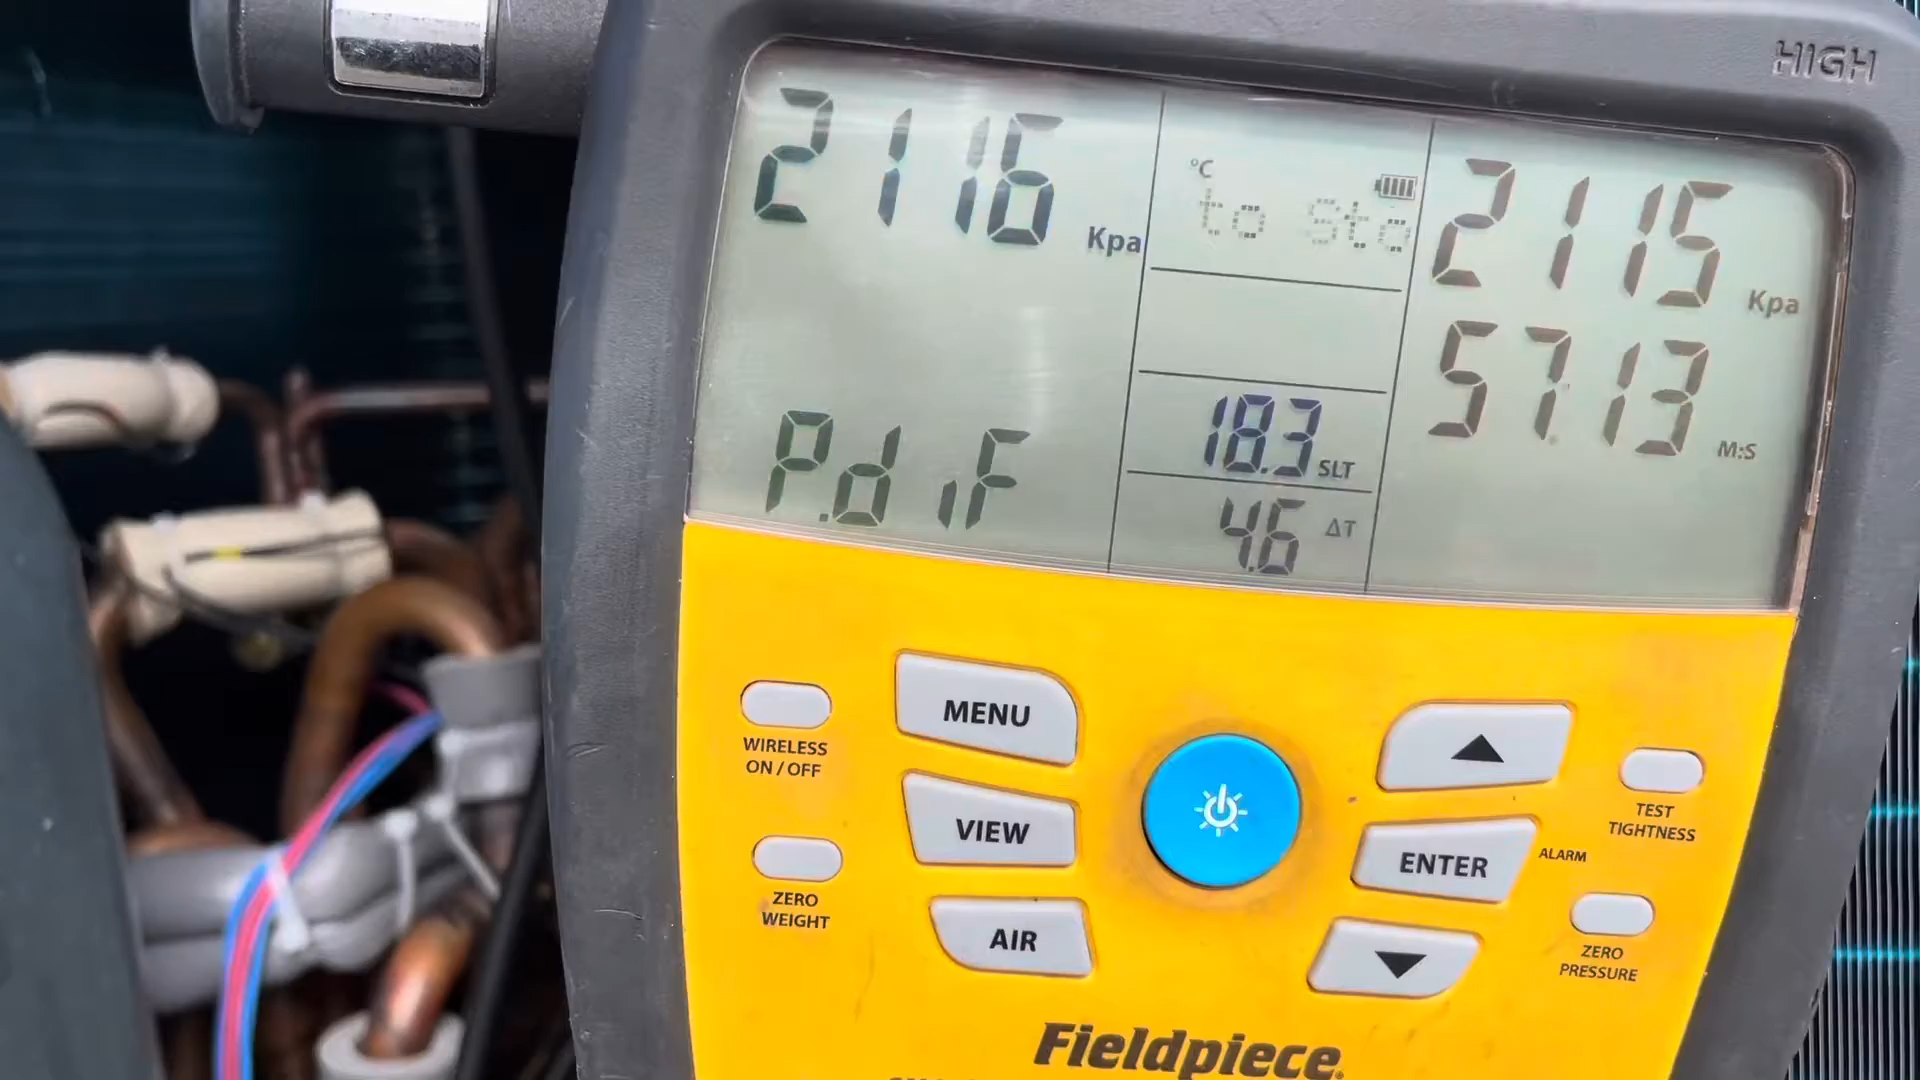 HIGH
2116 Kpa
°C
to sto
2115 Kpa
57.13 M:S
18.3 SLT
P.diF
4.6 ΔT
MENU
WIRELESS
ON / OFF
VIEW
ZERO
WEIGHT
AIR
TEST
TIGHTNESS
ENTER
ALARM
ZERO
PRESSURE
Fieldpiece